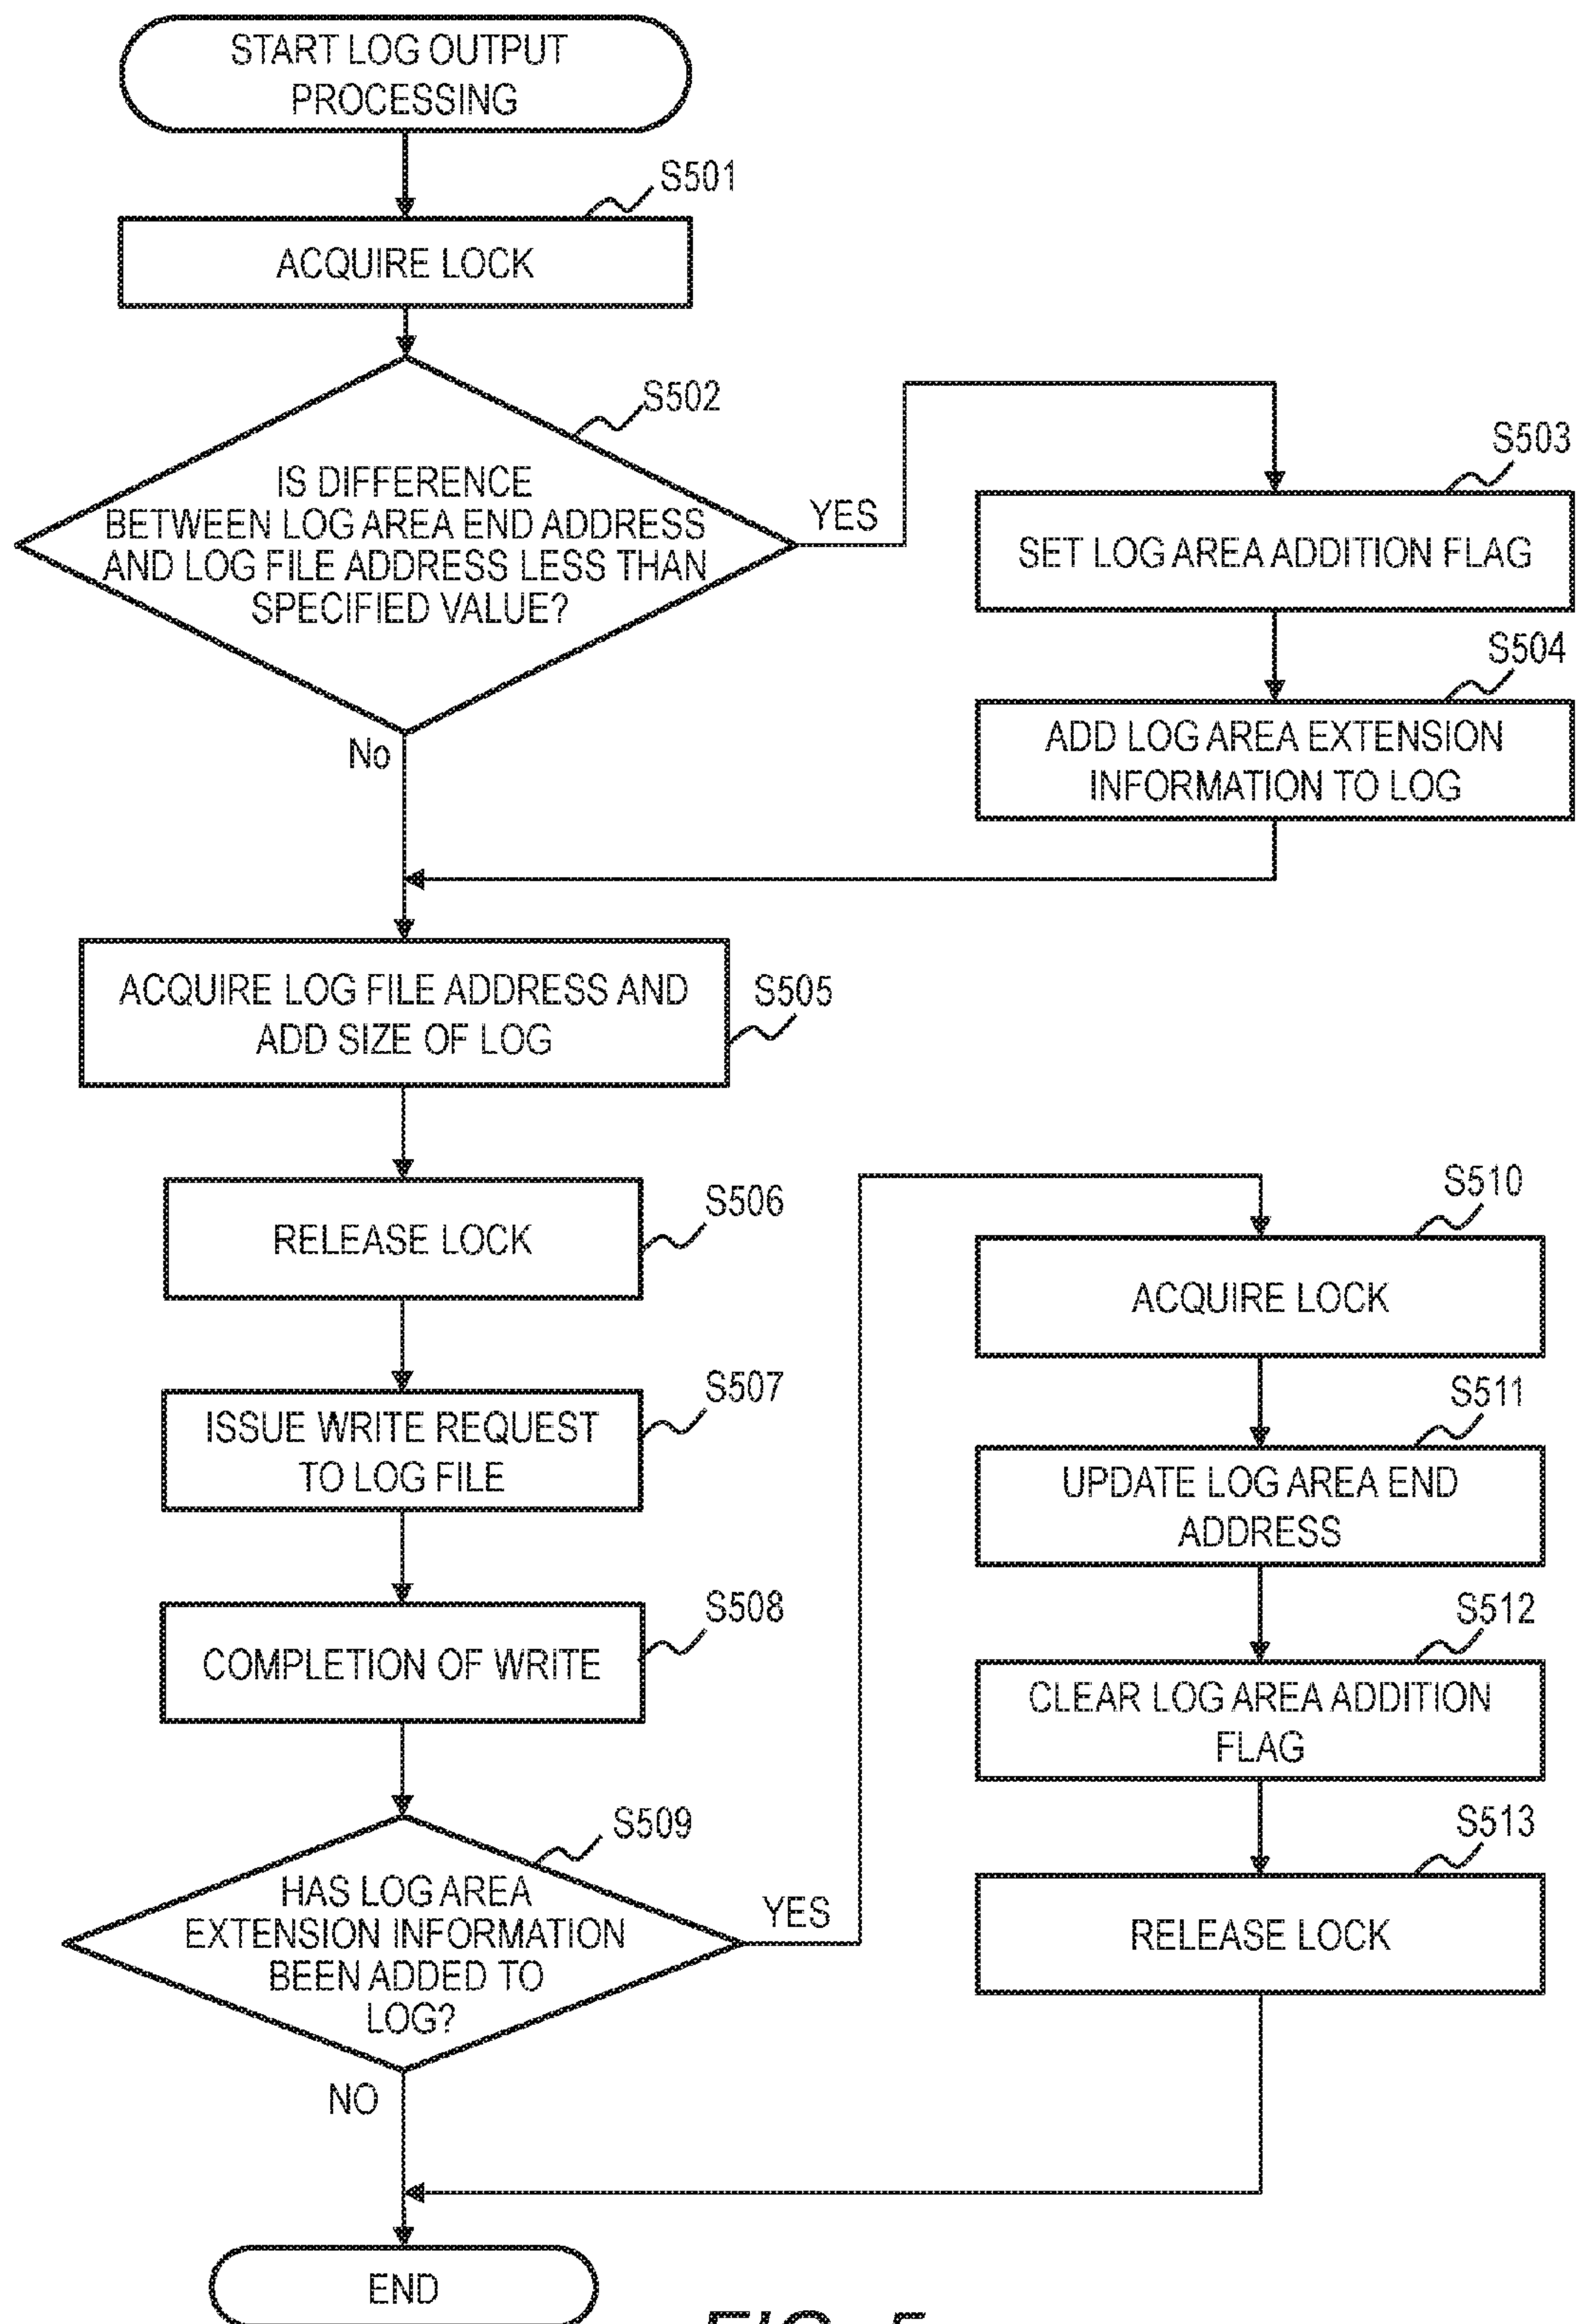 START LOG OUTPUT
PROCESSING
S501
ACQUIRE LOCK
S502
IS DIFFERENCE
BETWEEN LOG AREA END ADDRESS
AND LOG FILE ADDRESS LESS THAN
SPECIFIED VALUE?
YES
No
S503
SET LOG AREA ADDITION FLAG
S504
ADD LOG AREA EXTENSION
INFORMATION TO LOG
ACQUIRE LOG FILE ADDRESS AND
ADD SIZE OF LOG
S505
RELEASE LOCK
S506
ISSUE WRITE REQUEST
TO LOG FILE
S507
COMPLETION OF WRITE
S508
S509
HAS LOG AREA
EXTENSION INFORMATION
BEEN ADDED TO
LOG?
YES
NO
S510
ACQUIRE LOCK
S511
UPDATE LOG AREA END
ADDRESS
S512
CLEAR LOG AREA ADDITION
FLAG
S513
RELEASE LOCK
END